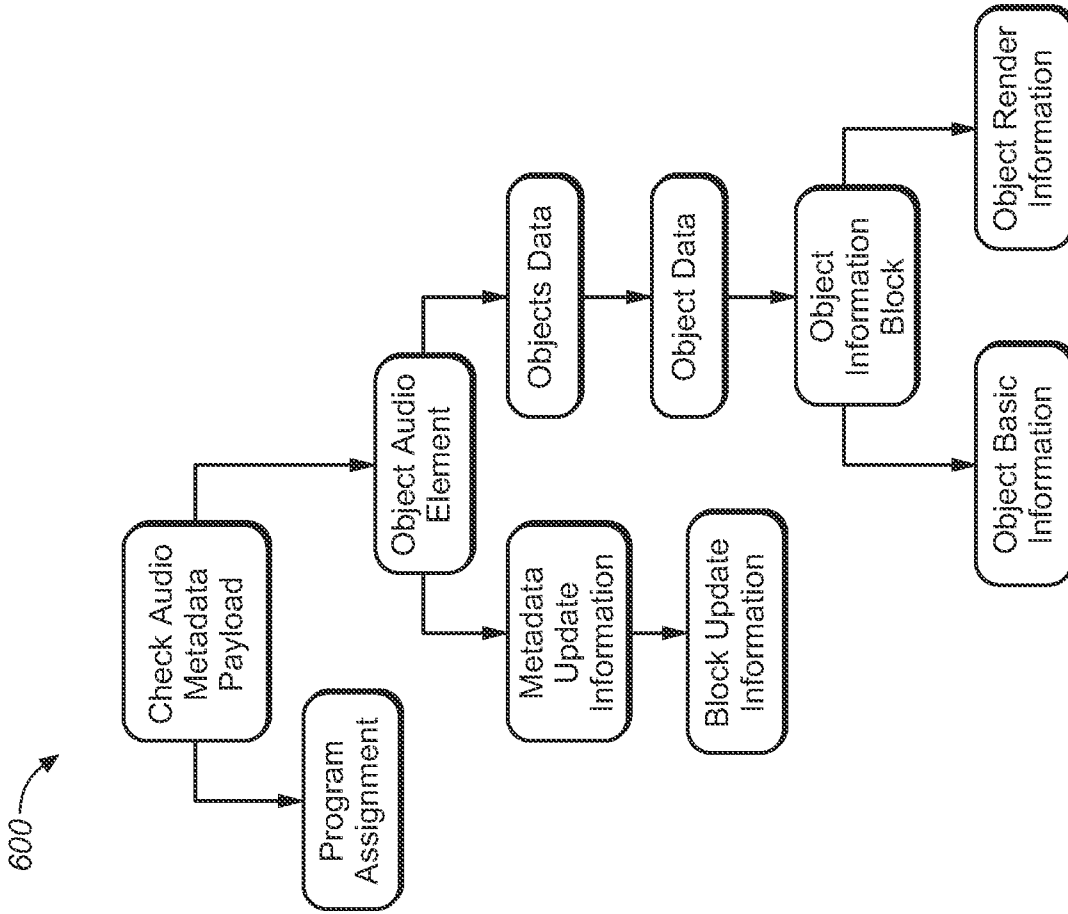 600
Check Audio
Metadata
Payload
Program
Assignment
Object Audio
Element
Metadata
Update
Information
Block Update
Information
Objects Data
Object Data
Object
Information
Block
Object Basic
Information
Object Render
Information